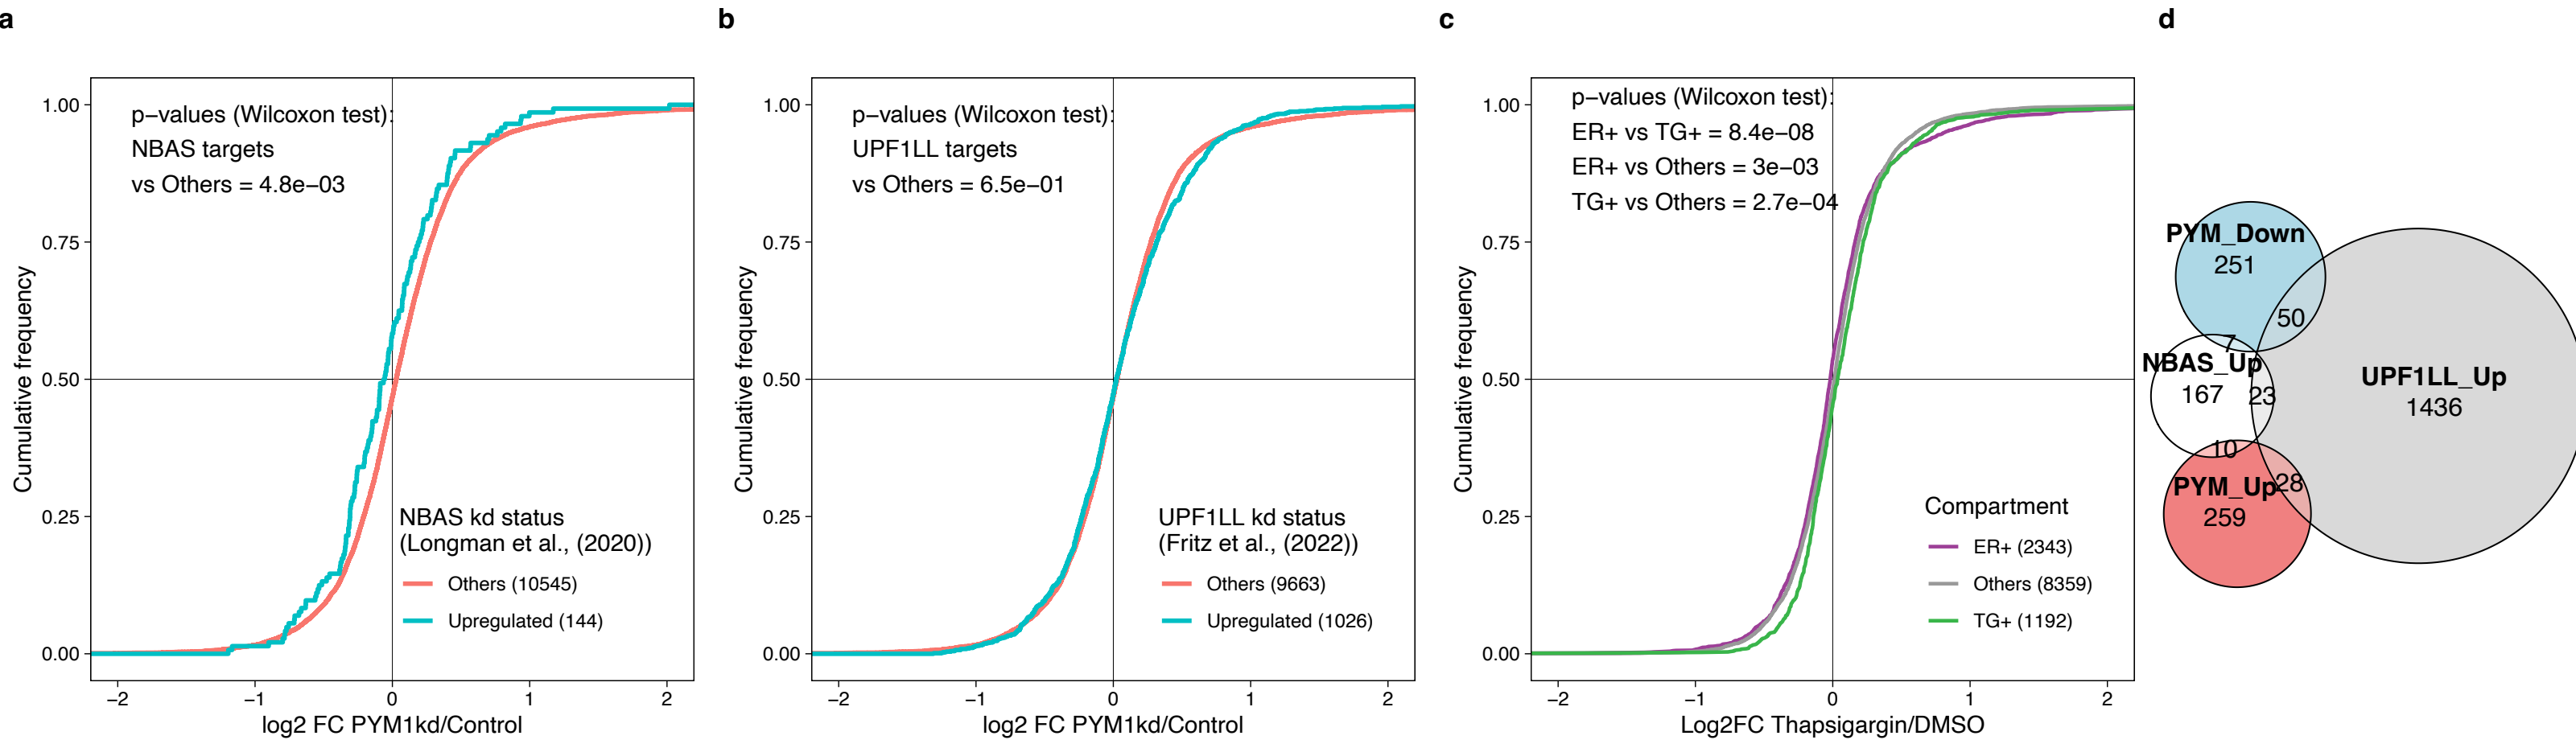 a
p−values (Wilcoxon test):
NBAS targets
vs Others = 4.8e−03
NBAS kd status
(Longman et al., (2020))
Others (10545)
Upregulated (144)
Cumulative frequency
1.00
0.75
0.50
0.25
0.00
−2
−1
0
1
2
log2 FC PYM1kd/Control
b
p−values (Wilcoxon test):
UPF1LL targets
vs Others = 6.5e−01
UPF1LL kd status
(Fritz et al., (2022))
Others (9663)
Upregulated (1026)
Cumulative frequency
1.00
0.75
0.50
0.25
0.00
−2
−1
0
1
2
log2 FC PYM1kd/Control
c
p−values (Wilcoxon test):
ER+ vs TG+ = 8.4e−08
ER+ vs Others = 3e−03
TG+ vs Others = 2.7e−04
Compartment
ER+ (2343)
Others (8359)
TG+ (1192)
Cumulative frequency
1.00
0.75
0.50
0.25
0.00
−2
−1
0
1
2
Log2FC Thapsigargin/DMSO
d
PYM_Down
251
50
7
NBAS_Up
167
23
UPF1LL_Up
1436
10
PYM_Up
28
259